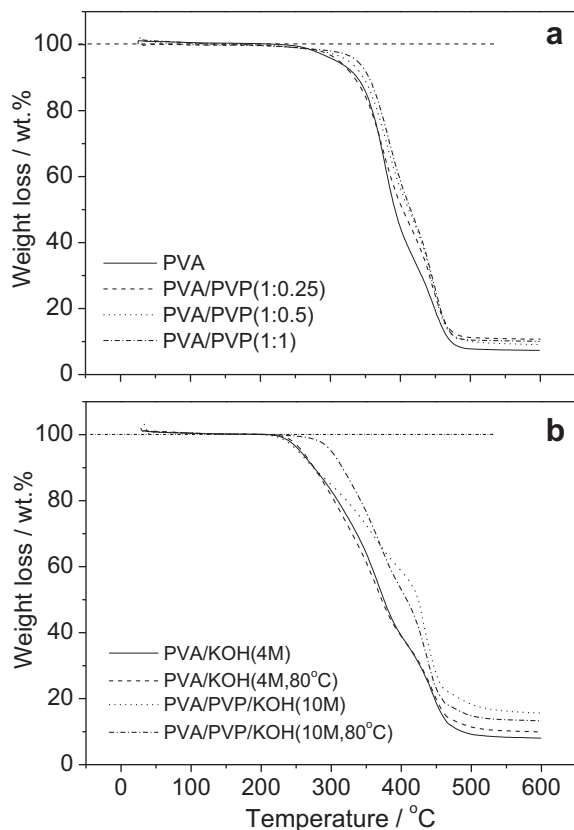 a
100
80
60
40
20
0
Weight loss / wt.%
PVA
PVA/PVP(1:0.25)
PVA/PVP(1:0.5)
PVA/PVP(1:1)
b
100
80
60
40
20
0
Weight loss / wt.%
PVA/KOH(4M)
PVA/KOH(4M,80°C)
PVA/PVP/KOH(10M)
PVA/PVP/KOH(10M,80°C)
0 100 200 300 400 500 600
Temperature / °C